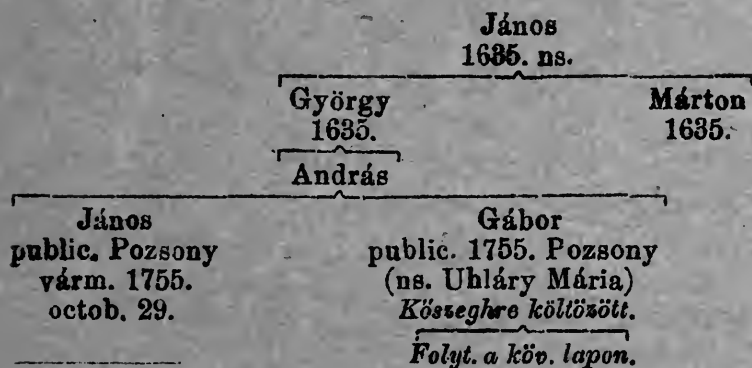 János
1635. ns.
György
1635.
Márton
1635.
András
János
public. Pozsony
várm. 1755.
octob. 29.
Gábor
public. 1755. Pozsony
(ns. Uhláry Mária)
Kőszeghre költözött.
Folyt. a köv. lapon.